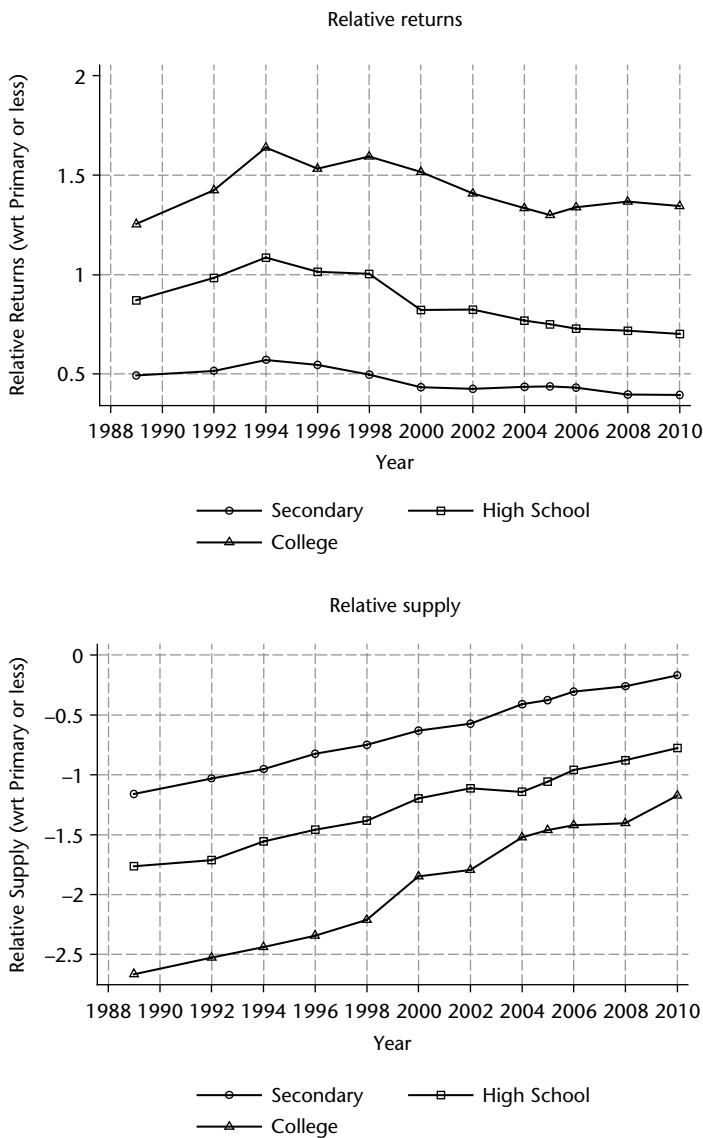 Relative returns
Relative Returns (wrt Primary or less)
2
1.5
1
0.5
1988 1990 1992 1994 1996 1998 2000 2002 2004 2006 2008 2010
Year
Secondary High School
College
Relative supply
Relative Supply (wrt Primary or less)
0
−0.5
−1
−1.5
−2
−2.5
1988 1990 1992 1994 1996 1998 2000 2002 2004 2006 2008 2010
Year
Secondary High School
College